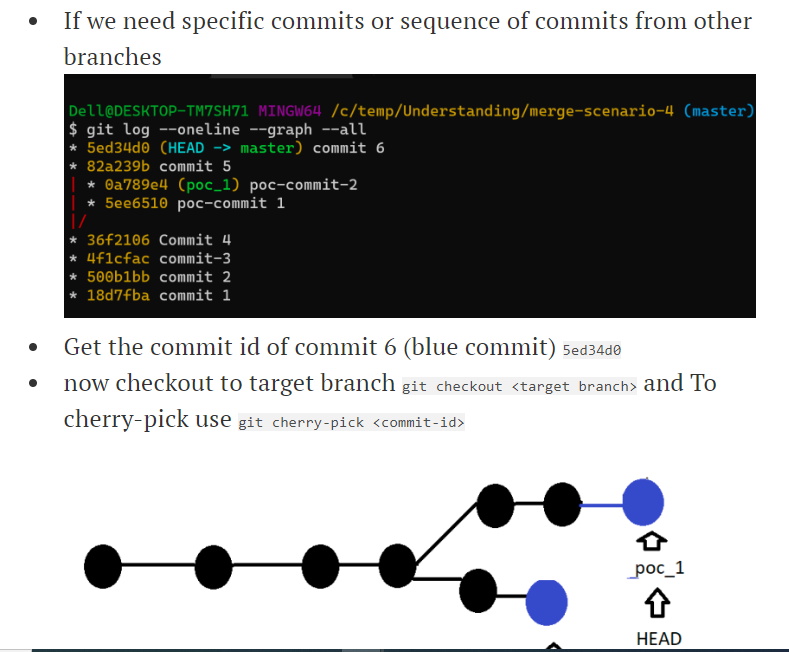 If we need specific commits or sequence of commits from other
branches
Dell@DESKTOP-TM7SH71 MINGW64 /c/temp/Understanding/merge-scenario-4 (master)
$ git log --oneline --graph --all
* 5ed34d0 (HEAD -> master) commit 6
* 82a239b commit 5
| * 0a789e4 (poc_1) poc-commit-2
| * 5ee6510 poc-commit 1
|/
* 36f2106 Commit 4
* 4f1cfac commit-3
* 500b1bb commit 2
* 18d7fba commit 1
Get the commit id of commit 6 (blue commit) 5ed34d0
now checkout to target branch git checkout <target branch> and To
cherry-pick use git cherry-pick <commit-id>
poc_1
HEAD